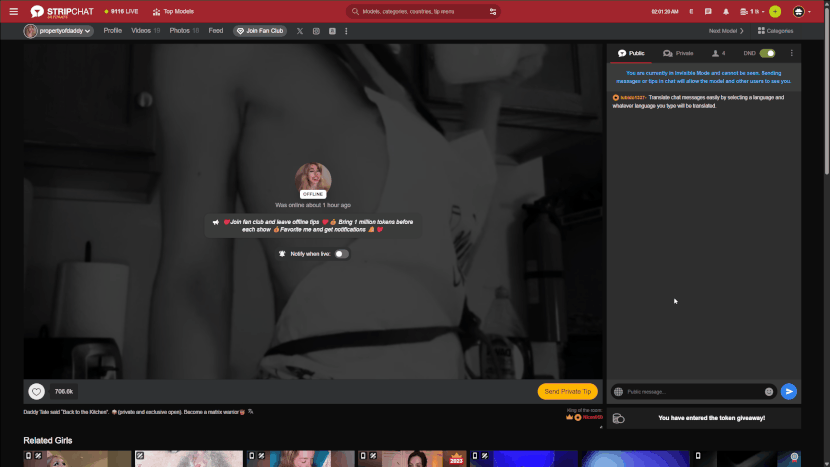 STRIPCHAT
9116 LIVE
Top Models
Models, categories, countries, tip menu
02:01:20 AM
E
Next Model
Categories
propertyofdaddy
Profile
Videos 19
Photos
Feed
Join Fan Club
Public
Private
4
DND
You are currently in Invisible Mode and cannot be seen. Sending
messages or tips in chat will allow the model and other users to see you.
Translate chat messages easily by selecting a language and
whatever language you type will be translated.
OFFLINE
Was online about 1 hour ago
Join fan club and leave offline tips Bring 1 million tokens before
each show Favorite me and get notifications
Notify when live:
706.6k
Send Private Tip
Public message...
Daddy Tale said "Back to the Kitchen". (private and exclusive open). Become a matrix warrior
King of the room:
You have entered the token giveaway!
Related Girls
2023